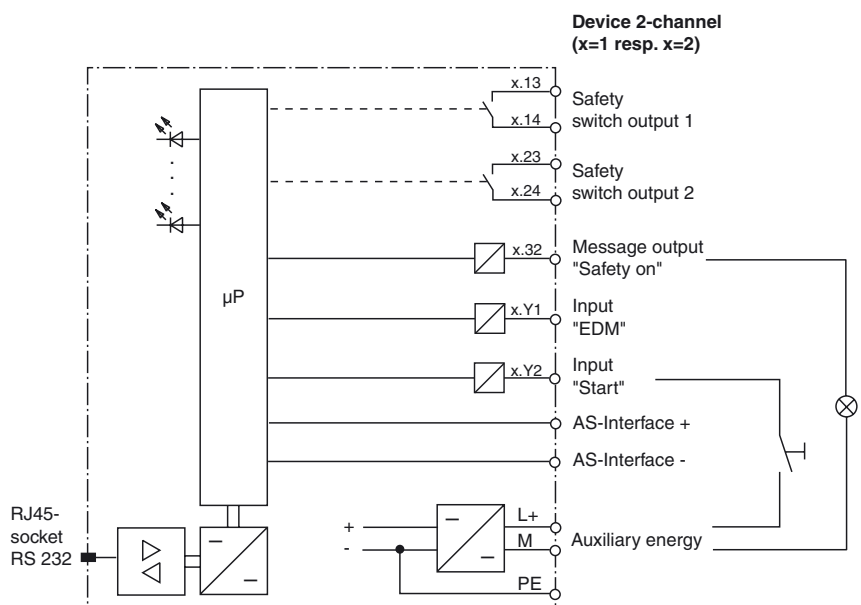 Device 2-channel
(x=1 resp. x=2)
x.13
x.14
Safety
switch output 1
x.23
x.24
Safety
switch output 2
x.32
Message output
"Safety on"
µP
x.Y1
Input
"EDM"
x.Y2
Input
"Start"
AS-Interface +
AS-Interface -
RJ45-
socket
RS 232
+
-
L+
M
Auxiliary energy
PE